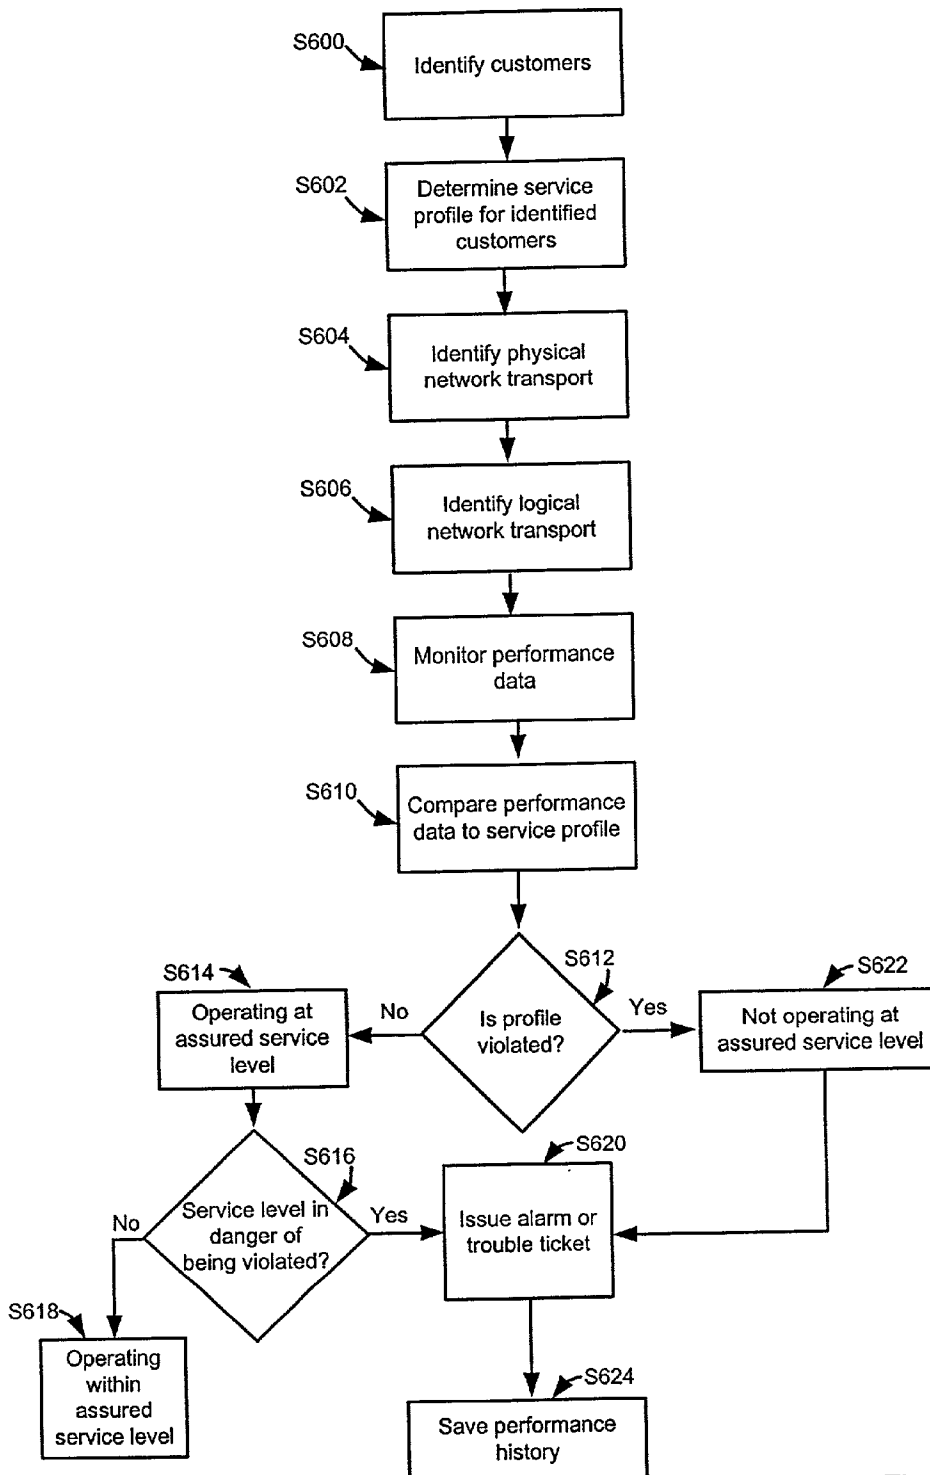 S600
Identify customers
S602
Determine service
profile for identified
customers
S604
Identify physical
network transport
S606
Identify logical
network transport
S608
Monitor performance
data
S610
Compare performance
data to service profile
S612
Is profile
violated?
No
Yes
S614
Operating at
assured service
level
S622
Not operating at
assured service level
S616
Service level in
danger of
being violated?
No
Yes
S620
Issue alarm or
trouble ticket
S618
Operating
within
assured
service level
S624
Save performance
history